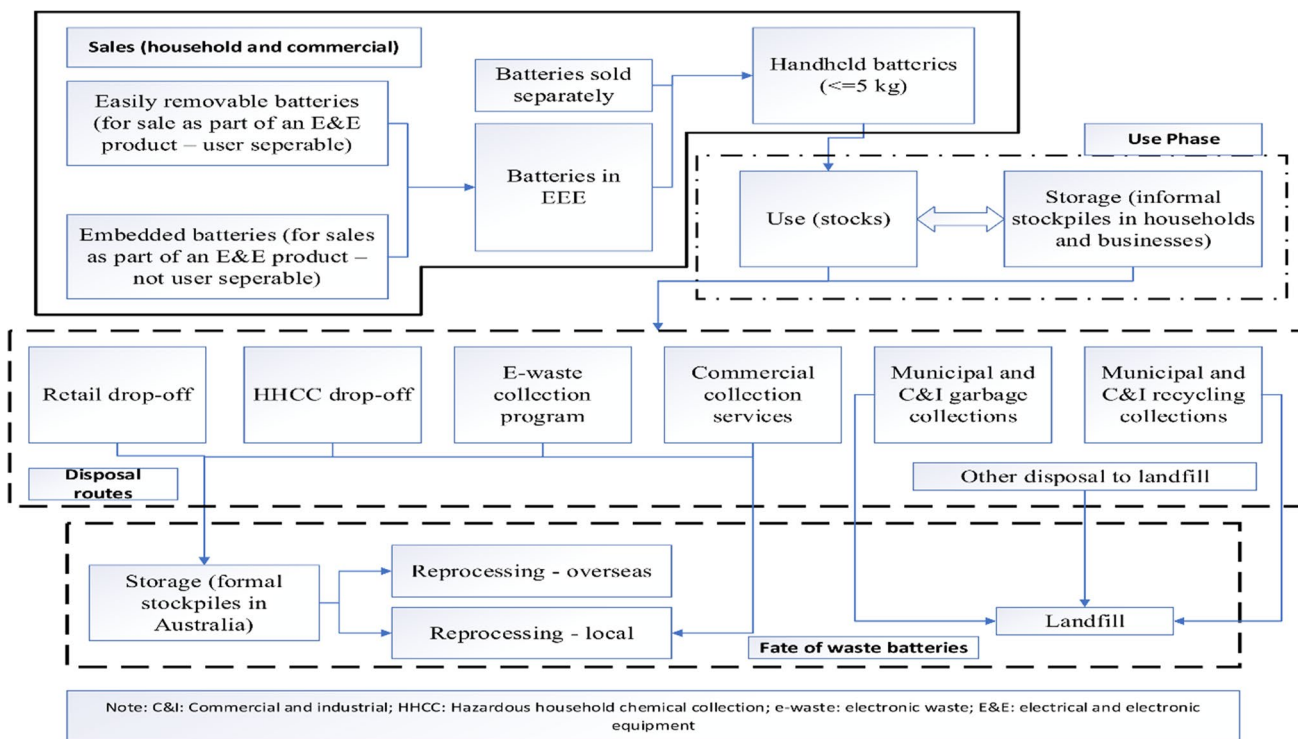 Sales (household and commercial)
Easily removable batteries
(for sale as part of an E&E
product – user seperable)
Embedded batteries (for sales
as part of an E&E product –
not user seperable)
Batteries sold
separately
Batteries in
EEE
Handheld batteries
(<=5 kg)
Use Phase
Use (stocks)
Storage (informal
stockpiles in households
and businesses)
Retail drop-off
HHCC drop-off
E-waste
collection
program
Commercial
collection
services
Municipal and
C&I garbage
collections
Municipal and
C&I recycling
collections
Disposal
routes
Other disposal to landfill
Storage (formal
stockpiles in
Australia)
Reprocessing - overseas
Reprocessing - local
Landfill
Fate of waste batteries
Note: C&I: Commercial and industrial; HHCC: Hazardous household chemical collection; e-waste: electronic waste; E&E: electrical and electronic
equipment